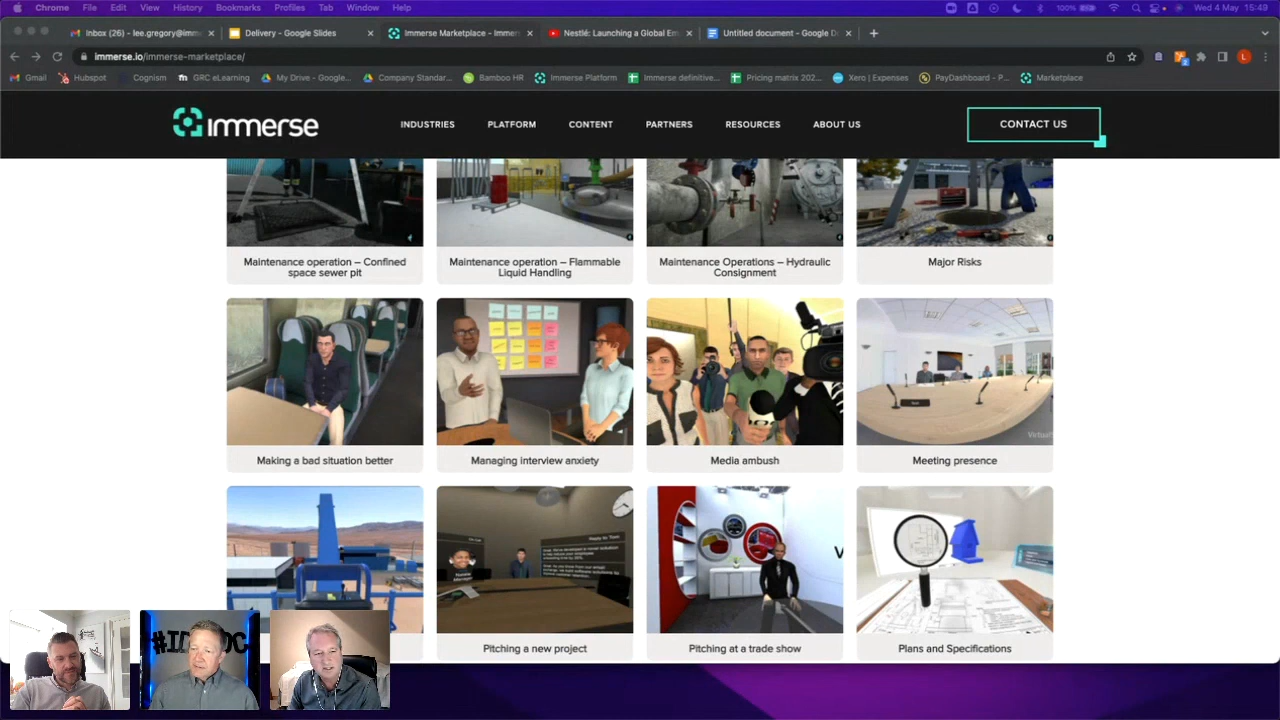 Chrome File Edit View History Bookmarks Profiles Tab Window Help 100% Wed 4 May 15:49
Inbox (26) - lee.gregory@imm Delivery - Google Slides Immerse Marketplace - Immer Nestlé: Launching a Global Em Untitled document - Google D
immerse.io/immerse-marketplace/
Gmail Hubspot Cognism GRC eLearning My Drive - Google... Company Standar... Bamboo HR Immerse Platform Immerse definitive... Pricing matrix 202... Xero | Expenses PayDashboard - P... Marketplace
immerse INDUSTRIES PLATFORM CONTENT PARTNERS RESOURCES ABOUT US CONTACT US
Maintenance operation – Confined
space sewer pit
Maintenance operation – Flammable
Liquid Handling
Maintenance Operations – Hydraulic
Consignment
Major Risks
Making a bad situation better
Managing interview anxiety
Media ambush
Meeting presence
Pitching a new project
Pitching at a trade show
Plans and Specifications